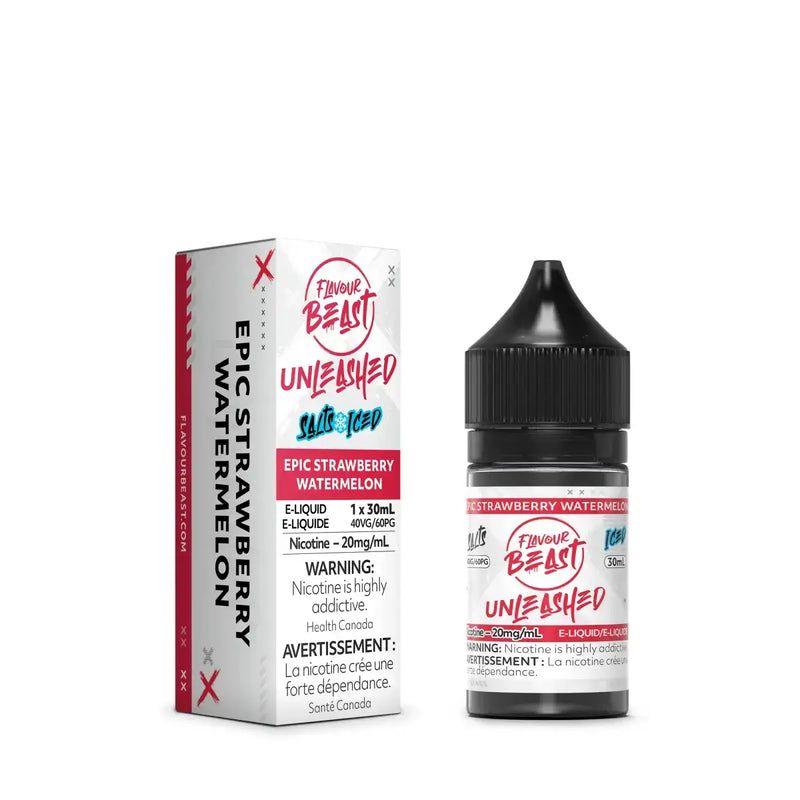 FLAVOURBEAST.COM
EPIC STRAWBERRY
WATERMELON
FLAVOUR
BEAST
UNLEASHED
SALTS ICED
EPIC STRAWBERRY
WATERMELON
E-LIQUID 1 x 30mL
E-LIQUIDE 40VG/60PG
Nicotine – 20mg/mL
WARNING:
Nicotine is highly
addictive.
Health Canada
AVERTISSEMENT :
La nicotine crée une
forte dépendance.
Santé Canada
EPIC STRAWBERRY WATERMELON
SALTS ICED
40VG/60PG 30mL
FLAVOUR
BEAST
UNLEASHED
Nicotine – 20mg/mL E-LIQUID/E-LIQUIDE
WARNING: Nicotine is highly addictive
AVERTISSEMENT : La nicotine crée une
forte dépendance.